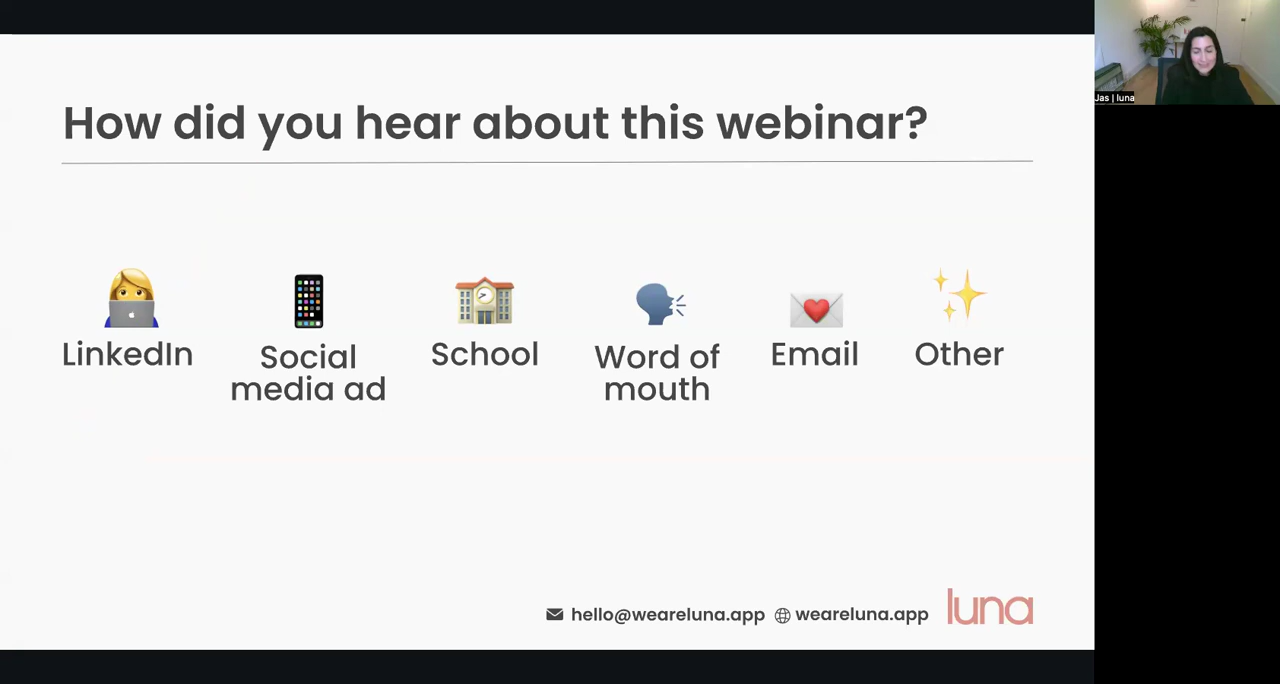 How did you hear about this webinar?
LinkedIn
Social
media ad
School
Word of
mouth
Email
Other
hello@weareluna.app weareluna.app luna
Jas | luna